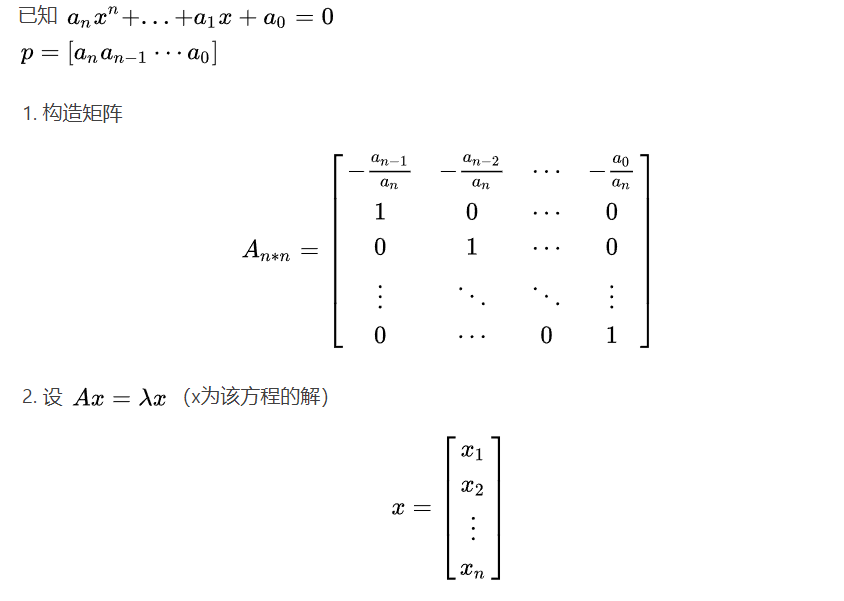 已知 $a_n x^n + \ldots + a_1 x + a_0 = 0$
$p = [a_n a_{n-1} \cdots a_0]$
1. 构造矩阵
$A_{n*n} = \begin{bmatrix} -\frac{a_{n-1}}{a_n} & -\frac{a_{n-2}}{a_n} & \cdots & -\frac{a_0}{a_n} \\ 1 & 0 & \cdots & 0 \\ 0 & 1 & \cdots & 0 \\ \vdots & \ddots & \ddots & \vdots \\ 0 & \cdots & 0 & 1 \end{bmatrix}$
2. 设 $Ax = \lambda x$ （x为该方程的解）
$x = \begin{bmatrix} x_1 \\ x_2 \\ \vdots \\ x_n \end{bmatrix}$